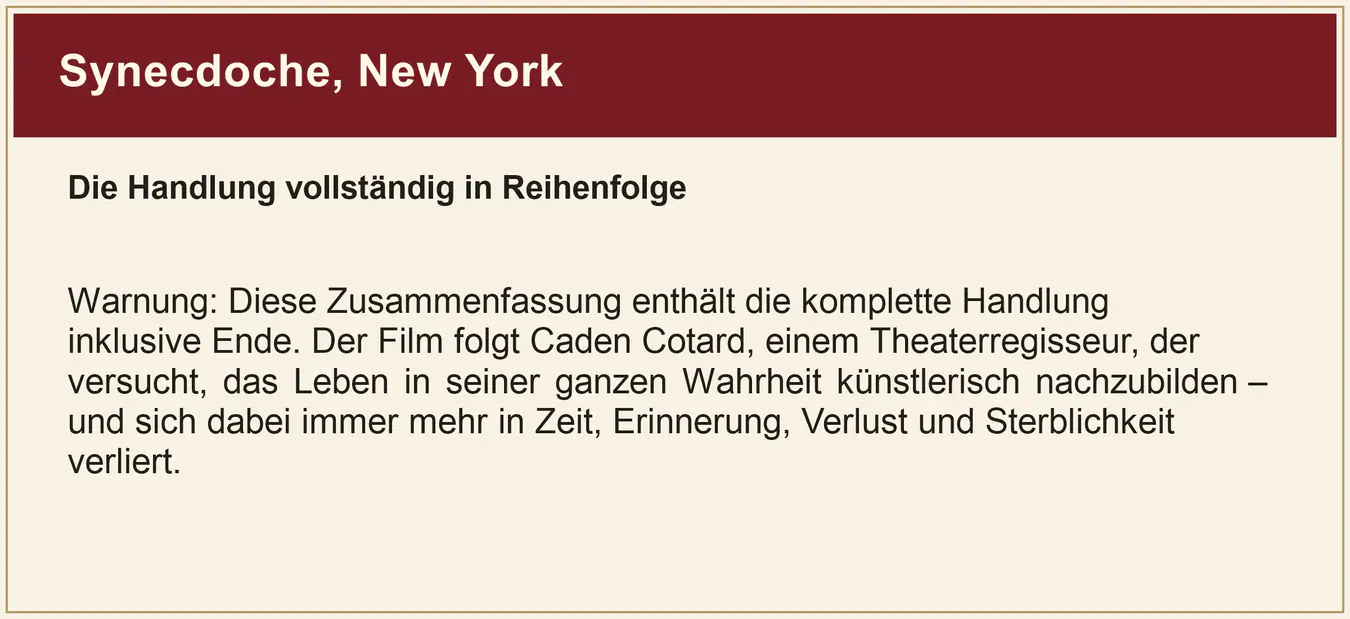 Synecdoche, New York
Die Handlung vollständig in Reihenfolge
Warnung: Diese Zusammenfassung enthält die komplette Handlung
inklusive Ende. Der Film folgt Caden Cotard, einem Theaterregisseur, der
versucht, das Leben in seiner ganzen Wahrheit künstlerisch nachzubilden –
und sich dabei immer mehr in Zeit, Erinnerung, Verlust und Sterblichkeit
verliert.